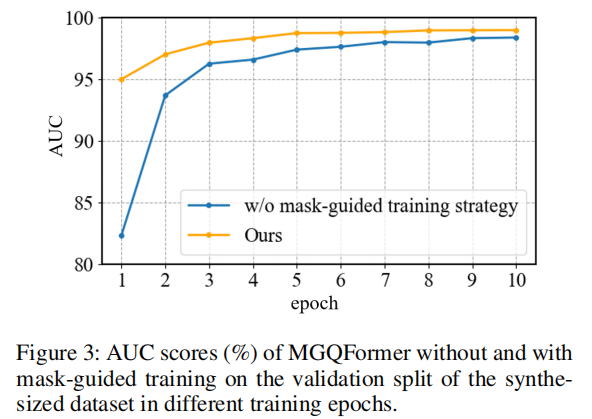 100
95
90
85
80
AUC
w/o mask-guided training strategy
Ours
1 2 3 4 5 6 7 8 9 10
epoch
Figure 3: AUC scores (%) of MGQFormer without and with
mask-guided training on the validation split of the synthe-
sized dataset in different training epochs.